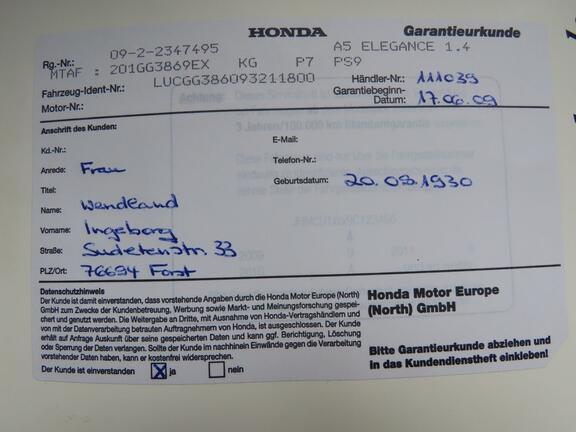 HONDA Garantieurkunde
Rg.-Nr.: 09-2-2347495 A5 ELEGANCE 1.4
MTAF : 201GG3869EX KG P7 PS9
Fahrzeug-Ident-Nr.: LUCGG386093211800 Händler-Nr.: 111039
Motor-Nr.: Garantiebeginn-
Datum: 17.06.09
Anschrift des Kunden:
Kd.-Nr.: E-Mail:
Anrede: Frau Telefon-Nr.:
Titel: Geburtsdatum: 20.09.1930
Name: Wendland
Vorname: Ingeborg
Straße: Sudetenstr. 33
PLZ/Ort: 76694 Forst
Datenschutzhinweis
Der Kunde ist damit einverstanden, dass vorstehende Angaben durch die Honda Motor Europe (North)
GmbH zum Zwecke der Kundenbetreuung, Werbung sowie Markt- und Meinungsforschung gespei-
chert und genutzt werden. Die Weitergabe an Dritte, mit Ausnahme von Honda-Vertragshändlern und
von mit der Datenverarbeitung betrauten Auftragnehmern von Honda, ist ausgeschlossen. Der Kunde
erhält auf Anfrage Auskunft über seine gespeicherten Daten und kann ggf. Berichtigung, Löschung
oder Sperrung der Daten verlangen. Sollte der Kunde im nachhinein Einwände gegen die Verarbeitung
vorstehender Daten haben, kann er kostenfrei widersprechen.
Der Kunde ist einverstanden X ja nein
Honda Motor Europe
(North) GmbH
Bitte Garantieurkunde abziehen und
in das Kundendienstheft einkleben!